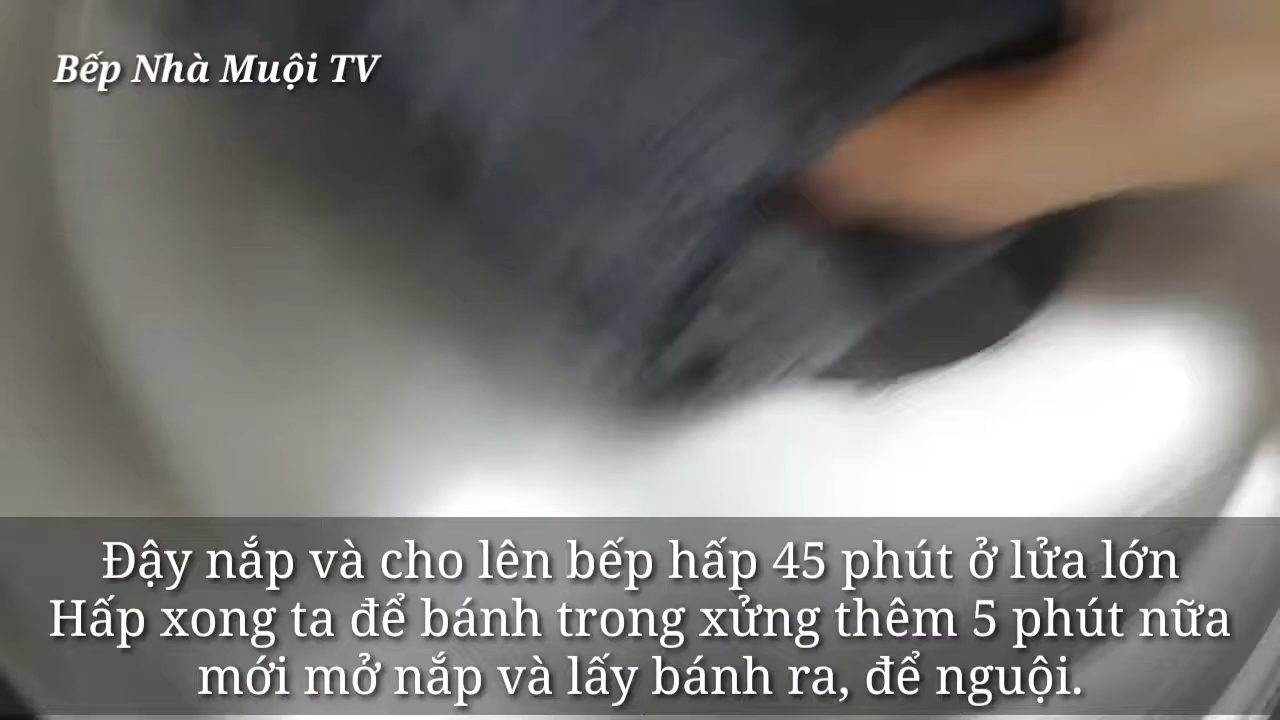 Bếp Nhà Muội TV
Đậy nắp và cho lên bếp hấp 45 phút ở lửa lớn
Hấp xong ta để bánh trong xửng thêm 5 phút nữa
mới mở nắp và lấy bánh ra, để nguội.